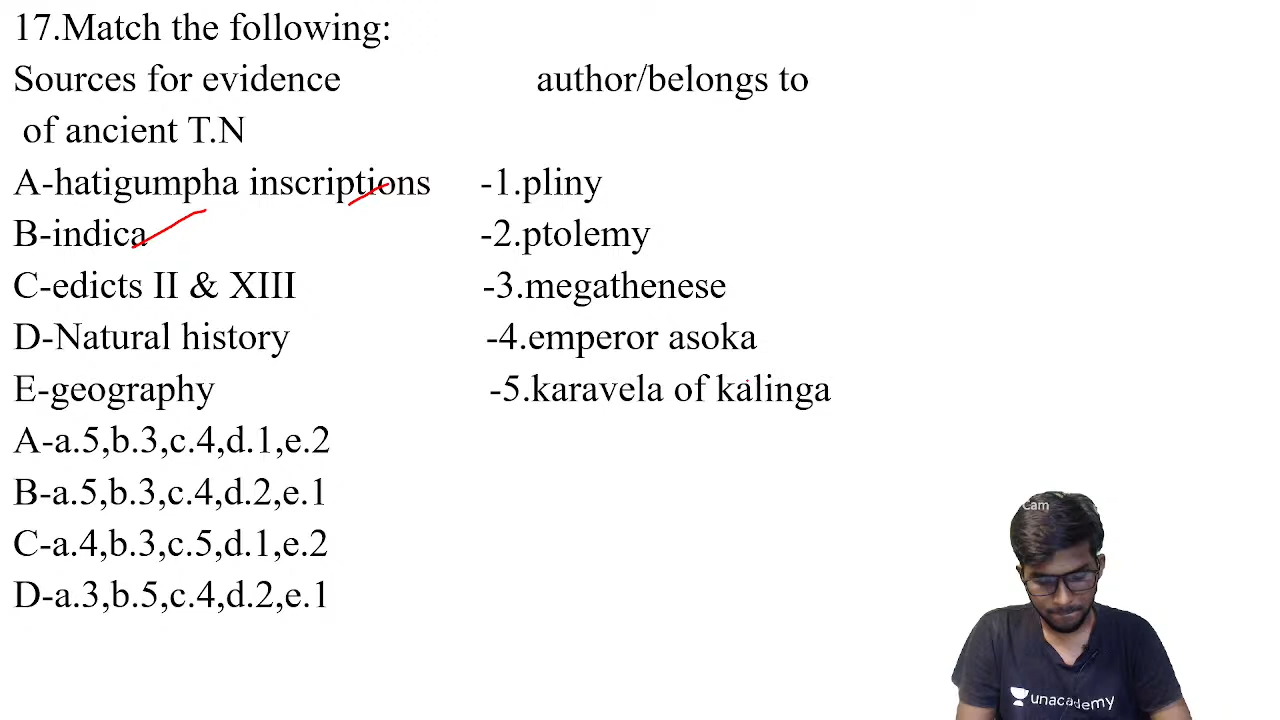 17.Match the following:
Sources for evidence author/belongs to
of ancient T.N
A-hatigumpha inscriptions -1.pliny
B-indica -2.ptolemy
C-edicts II & XIII -3.megathenese
D-Natural history -4.emperor asoka
E-geography -5.karavela of kalinga
A-a.5,b.3,c.4,d.1,e.2
B-a.5,b.3,c.4,d.2,e.1
C-a.4,b.3,c.5,d.1,e.2
D-a.3,b.5,c.4,d.2,e.1
Cam
unacademy